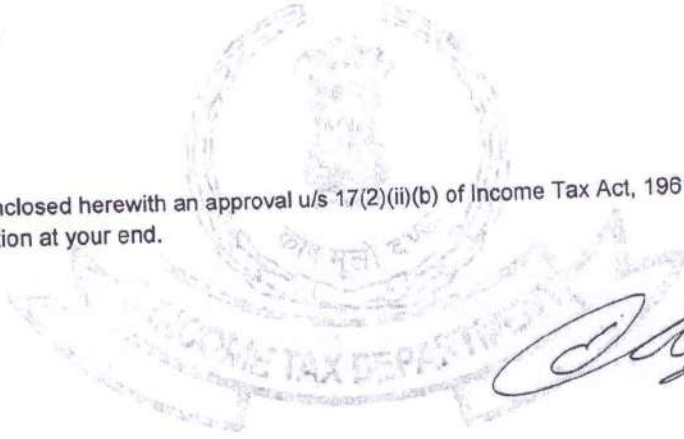 nclosed herewith an approval u/s 17(2)(ii)(b) of Income Tax Act, 196
tion at your end.
कोष मूलो दण्ड
INCOME TAX DEPARTMENT